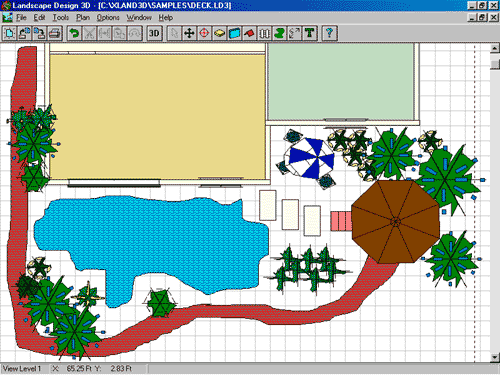 Landscape Design 3D - [C:\XLAND3D\SAMPLES\DECK.LD3]
File Edit Tools Plan Options Window Help
3D T ?
View Level 1 X: 65.25 Ft Y: 2.83 Ft